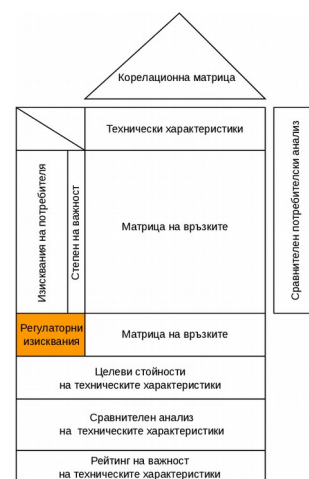 Корелационна матрица
Технически характеристики
Изисквания на потребителя
Степен на важност
Матрица на връзките
Сравнителен потребителски анализ
Регулаторни
изисквания
Матрица на връзките
Целеви стойности
на техническите характеристики
Сравнителен анализ
на техническите характеристики
Рейтинг на важност
на техническите характеристики